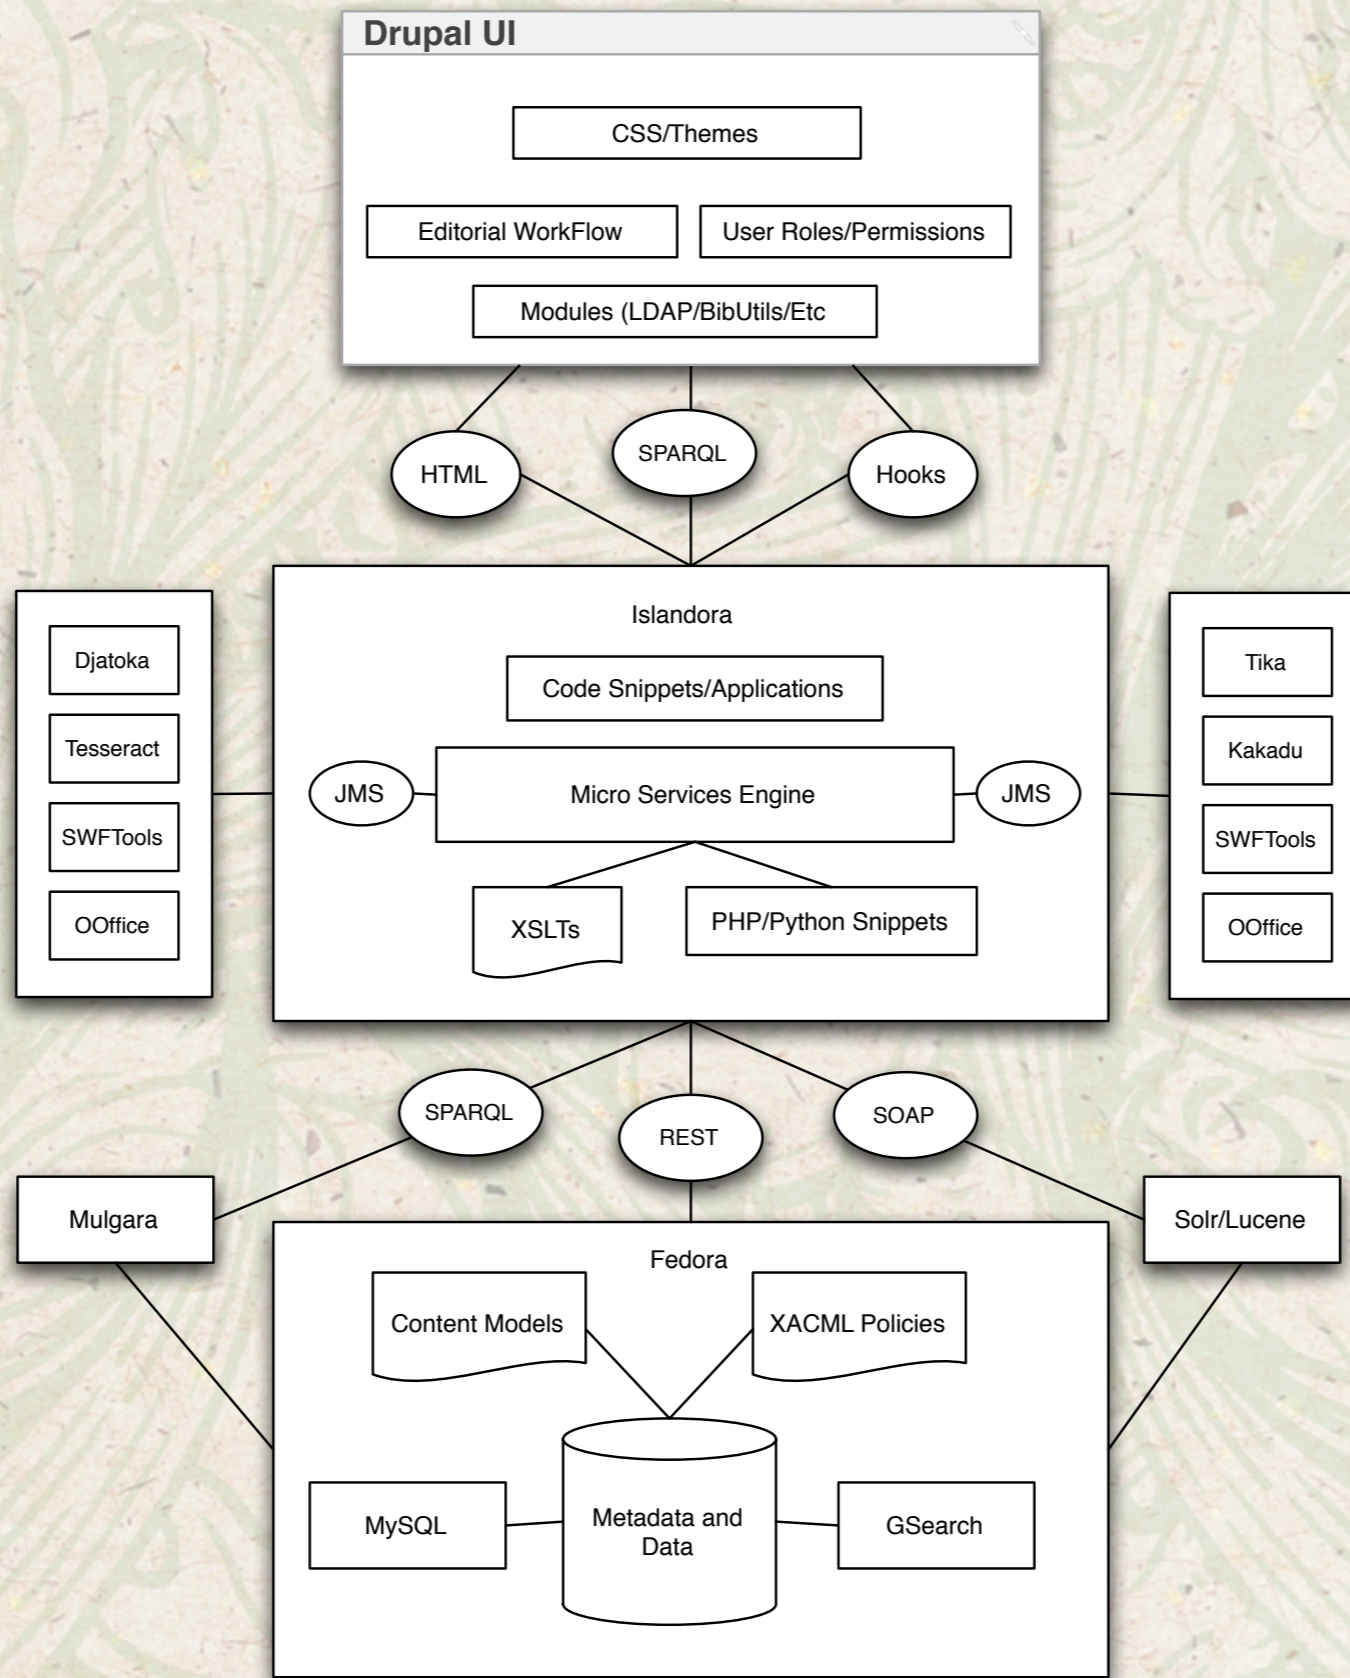 Drupal UI
CSS/Themes
Editorial WorkFlow
User Roles/Permissions
Modules (LDAP/BibUtils/Etc
HTML
SPARQL
Hooks
Islandora
Code Snippets/Applications
JMS
Micro Services Engine
JMS
XSLTs
PHP/Python Snippets
Djatoka
Tesseract
SWFTools
OOffice
Tika
Kakadu
SWFTools
OOffice
SPARQL
REST
SOAP
Mulgara
Solr/Lucene
Fedora
Content Models
XACML Policies
MySQL
Metadata and
Data
GSearch